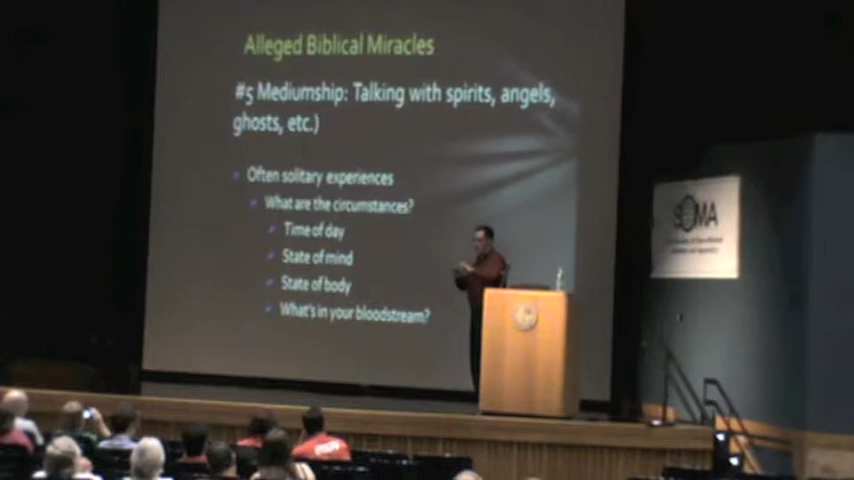 Alleged Biblical Miracles
#5 Mediumship: Talking with spirits, angels,
ghosts, etc.)
Often solitary experiences
What are the circumstances?
Time of day
State of mind
State of body
What's in your bloodstream?
SOMA